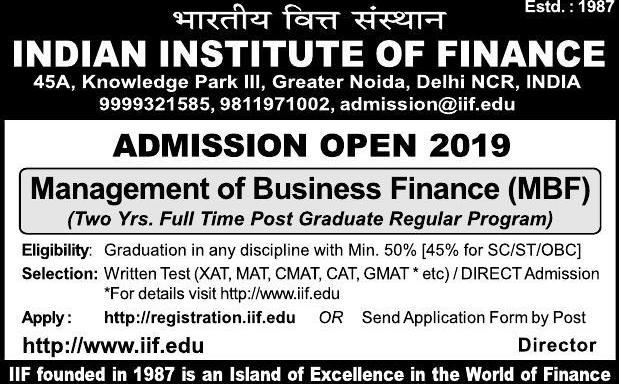 Estd. : 1987
भारतीय वित्त संस्थान
INDIAN INSTITUTE OF FINANCE
45A, Knowledge Park III, Greater Noida, Delhi NCR, INDIA
9999321585, 9811971002, admission@iif.edu
ADMISSION OPEN 2019
Management of Business Finance (MBF)
(Two Yrs. Full Time Post Graduate Regular Program)
Eligibility: Graduation in any discipline with Min. 50% [45% for SC/ST/OBC]
Selection: Written Test (XAT, MAT, CMAT, CAT, GMAT * etc) / DIRECT Admission
*For details visit http://www.iif.edu
Apply : http://registration.iif.edu OR Send Application Form by Post
http://www.iif.edu Director
IIF founded in 1987 is an Island of Excellence in the World of Finance